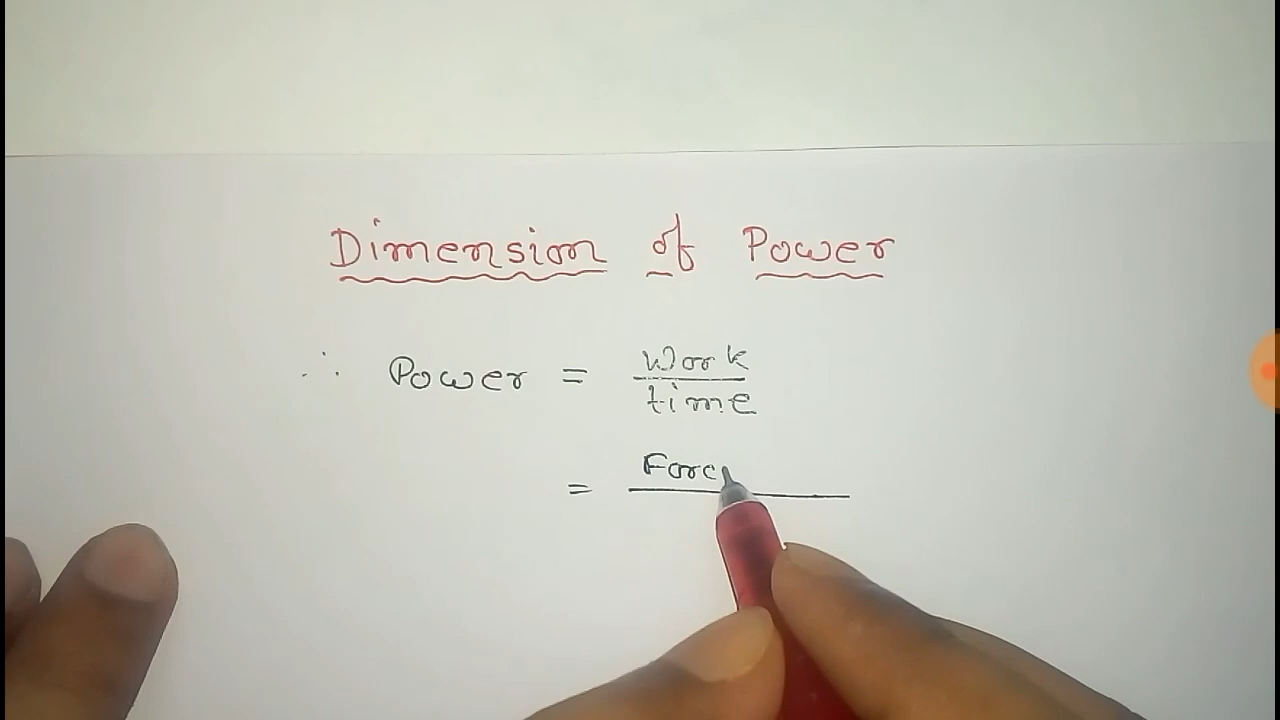 Dimension of Power
∴ Power = Work
time
= Forc